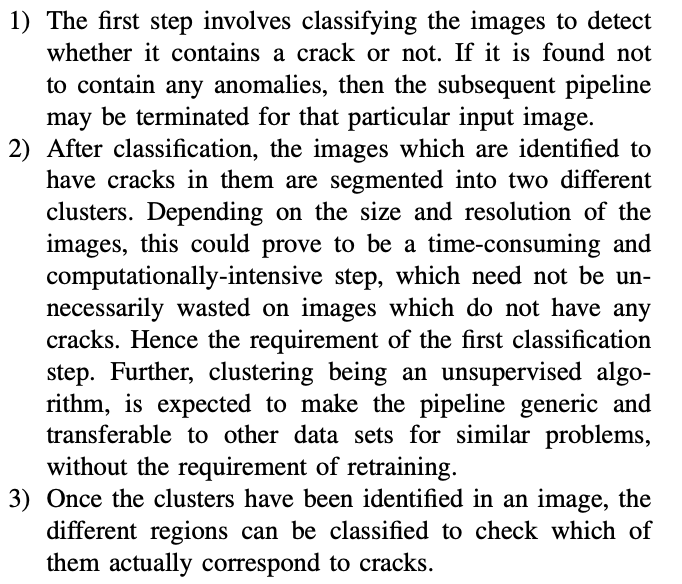 1) The first step involves classifying the images to detect
whether it contains a crack or not. If it is found not
to contain any anomalies, then the subsequent pipeline
may be terminated for that particular input image.
2) After classification, the images which are identified to
have cracks in them are segmented into two different
clusters. Depending on the size and resolution of the
images, this could prove to be a time-consuming and
computationally-intensive step, which need not be un-
necessarily wasted on images which do not have any
cracks. Hence the requirement of the first classification
step. Further, clustering being an unsupervised algo-
rithm, is expected to make the pipeline generic and
transferable to other data sets for similar problems,
without the requirement of retraining.
3) Once the clusters have been identified in an image, the
different regions can be classified to check which of
them actually correspond to cracks.